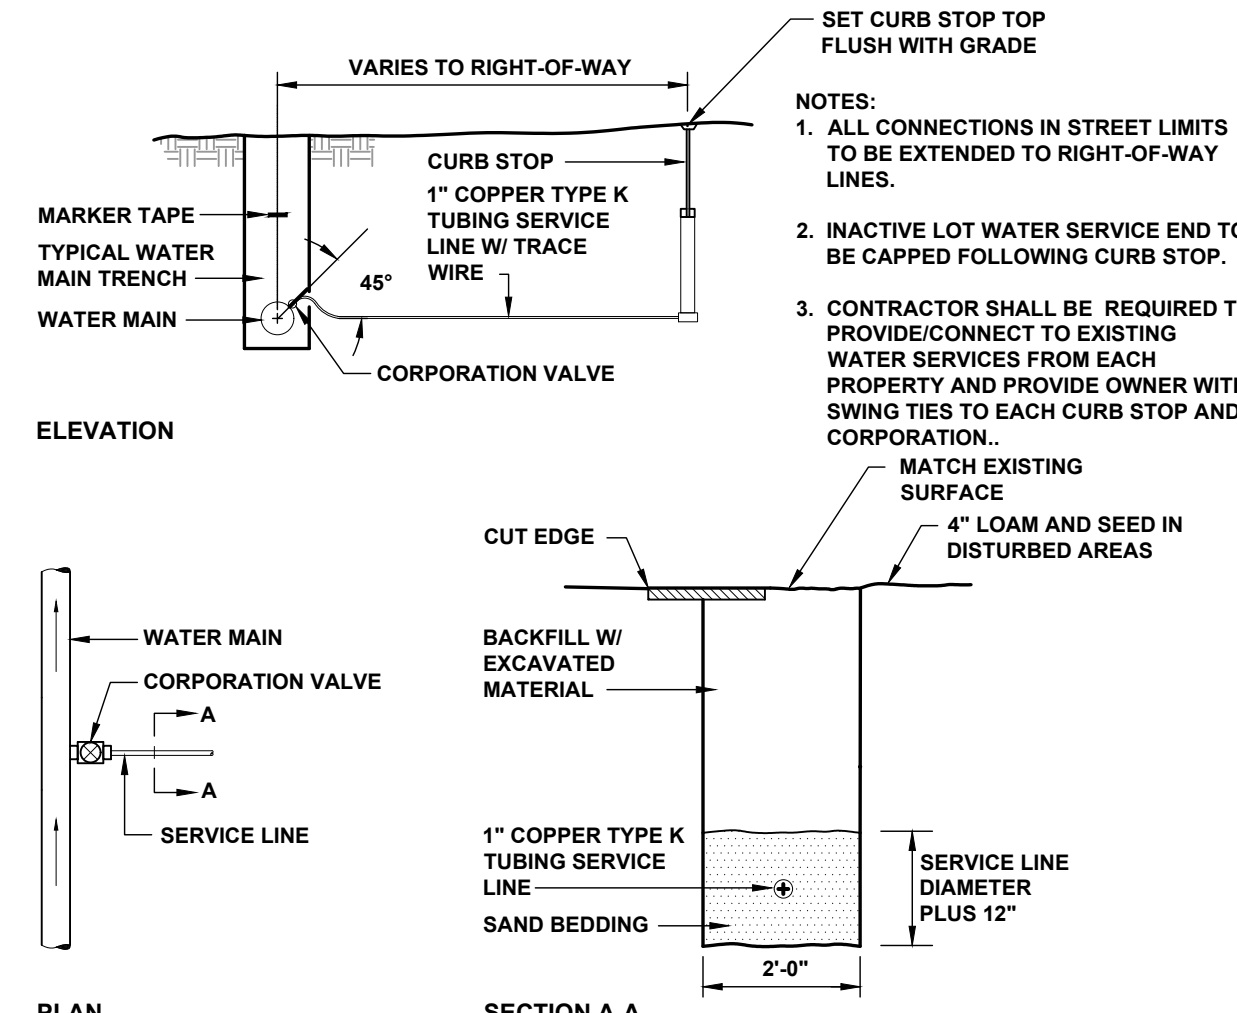 SET CURB STOP TOP
FLUSH WITH GRADE
VARIES TO RIGHT-OF-WAY
NOTES:
1. ALL CONNECTIONS IN STREET LIMITS
TO BE EXTENDED TO RIGHT-OF-WAY
LINES.
2. INACTIVE LOT WATER SERVICE END TO
BE CAPPED FOLLOWING CURB STOP.
3. CONTRACTOR SHALL BE REQUIRED T
PROVIDE/CONNECT TO EXISTING
WATER SERVICES FROM EACH
PROPERTY AND PROVIDE OWNER WITH
SWING TIES TO EACH CURB STOP AND
CORPORATION..
CURB STOP
1" COPPER TYPE K
TUBING SERVICE
LINE W/ TRACE
WIRE
MARKER TAPE
TYPICAL WATER
MAIN TRENCH
WATER MAIN
45°
CORPORATION VALVE
ELEVATION
MATCH EXISTING
SURFACE
4" LOAM AND SEED IN
DISTURBED AREAS
CUT EDGE
BACKFILL W/
EXCAVATED
MATERIAL
1" COPPER TYPE K
TUBING SERVICE
LINE
SAND BEDDING
SERVICE LINE
DIAMETER
PLUS 12"
2'-0"
SECTION A-A
WATER MAIN
CORPORATION VALVE
A
A
SERVICE LINE
PLAN